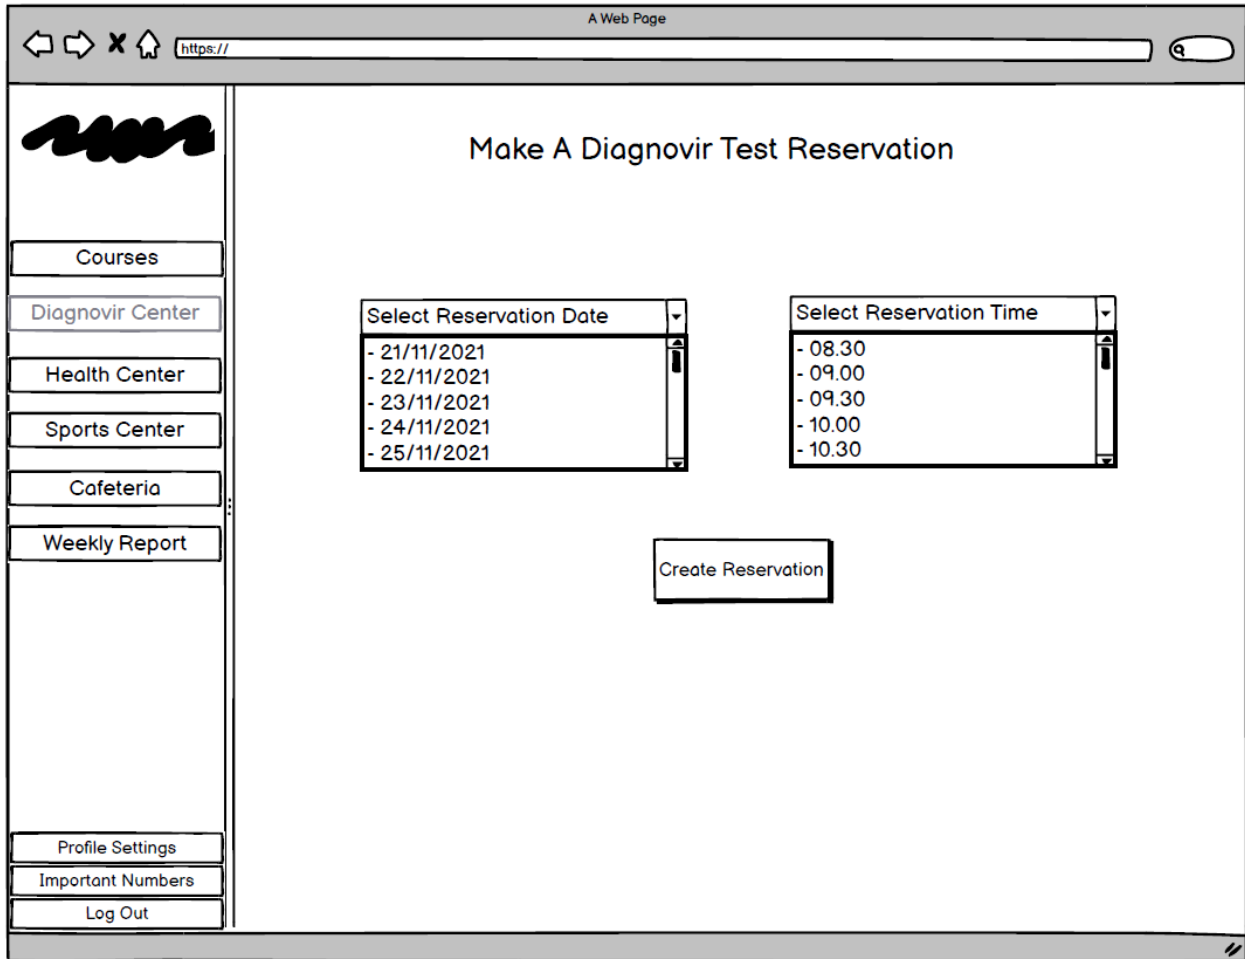 A Web Page
https://
Make A Diagnovir Test Reservation
Courses
Diagnovir Center
Health Center
Sports Center
Cafeteria
Weekly Report
Select Reservation Date
- 21/11/2021
- 22/11/2021
- 23/11/2021
- 24/11/2021
- 25/11/2021
Select Reservation Time
- 08.30
- 09.00
- 09.30
- 10.00
- 10.30
Create Reservation
Profile Settings
Important Numbers
Log Out